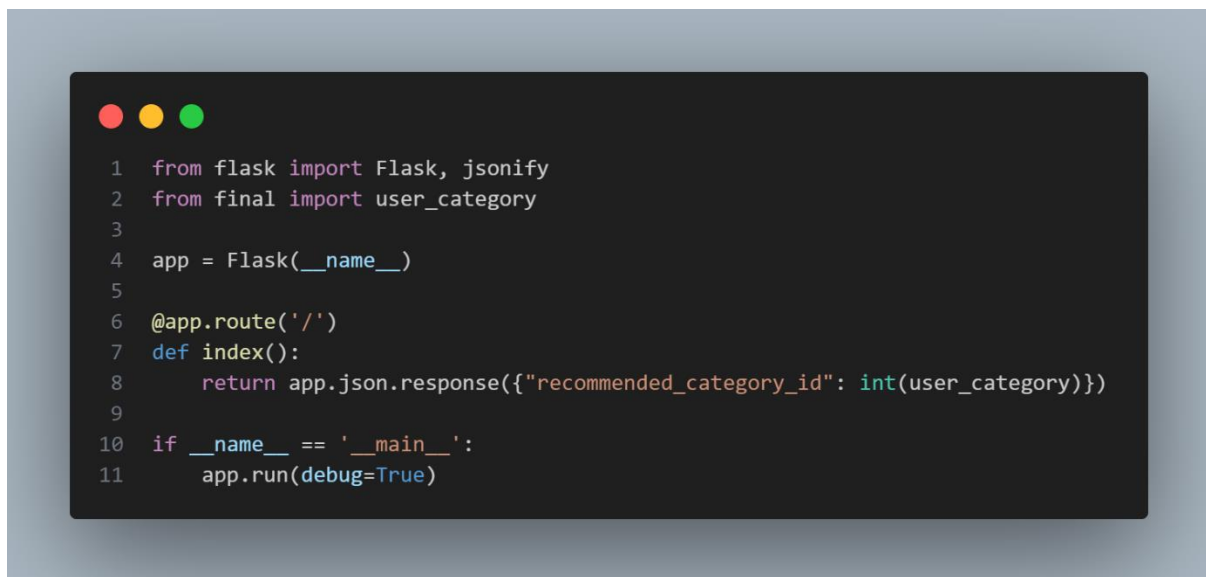 1 from flask import Flask, jsonify
2 from final import user_category
3
4 app = Flask(__name__)
5
6 @app.route('/')
7 def index():
8     return app.json.response({"recommended_category_id": int(user_category)})
9
10 if __name__ == '__main__':
11     app.run(debug=True)